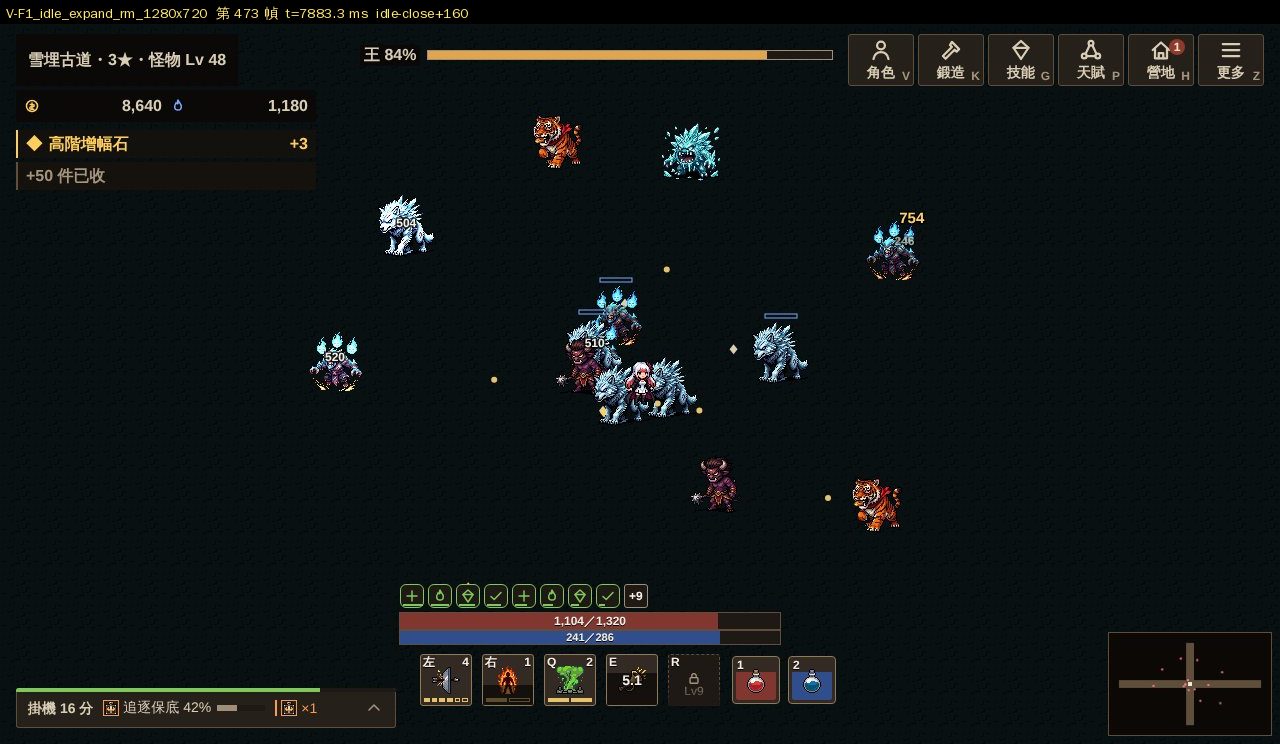 V-F1_idle_expand_rm_1280x720 第 473 幀 t=7883.3 ms idle-close+160
雪埋古道・3★・怪物 Lv 48
王 84%
角色 V
鍛造 K
技能 G
天賦 P
營地 H 1
更多 Z
8,640 1,180
◆ 高階增幅石 +3
+50 件已收
504
754
246
510
520
+9
1,104／1,320
241／286
左 4
右 1
Q 2
E 5.1
R Lv9
1
2
掛機 16 分 追逐保底 42% ×1